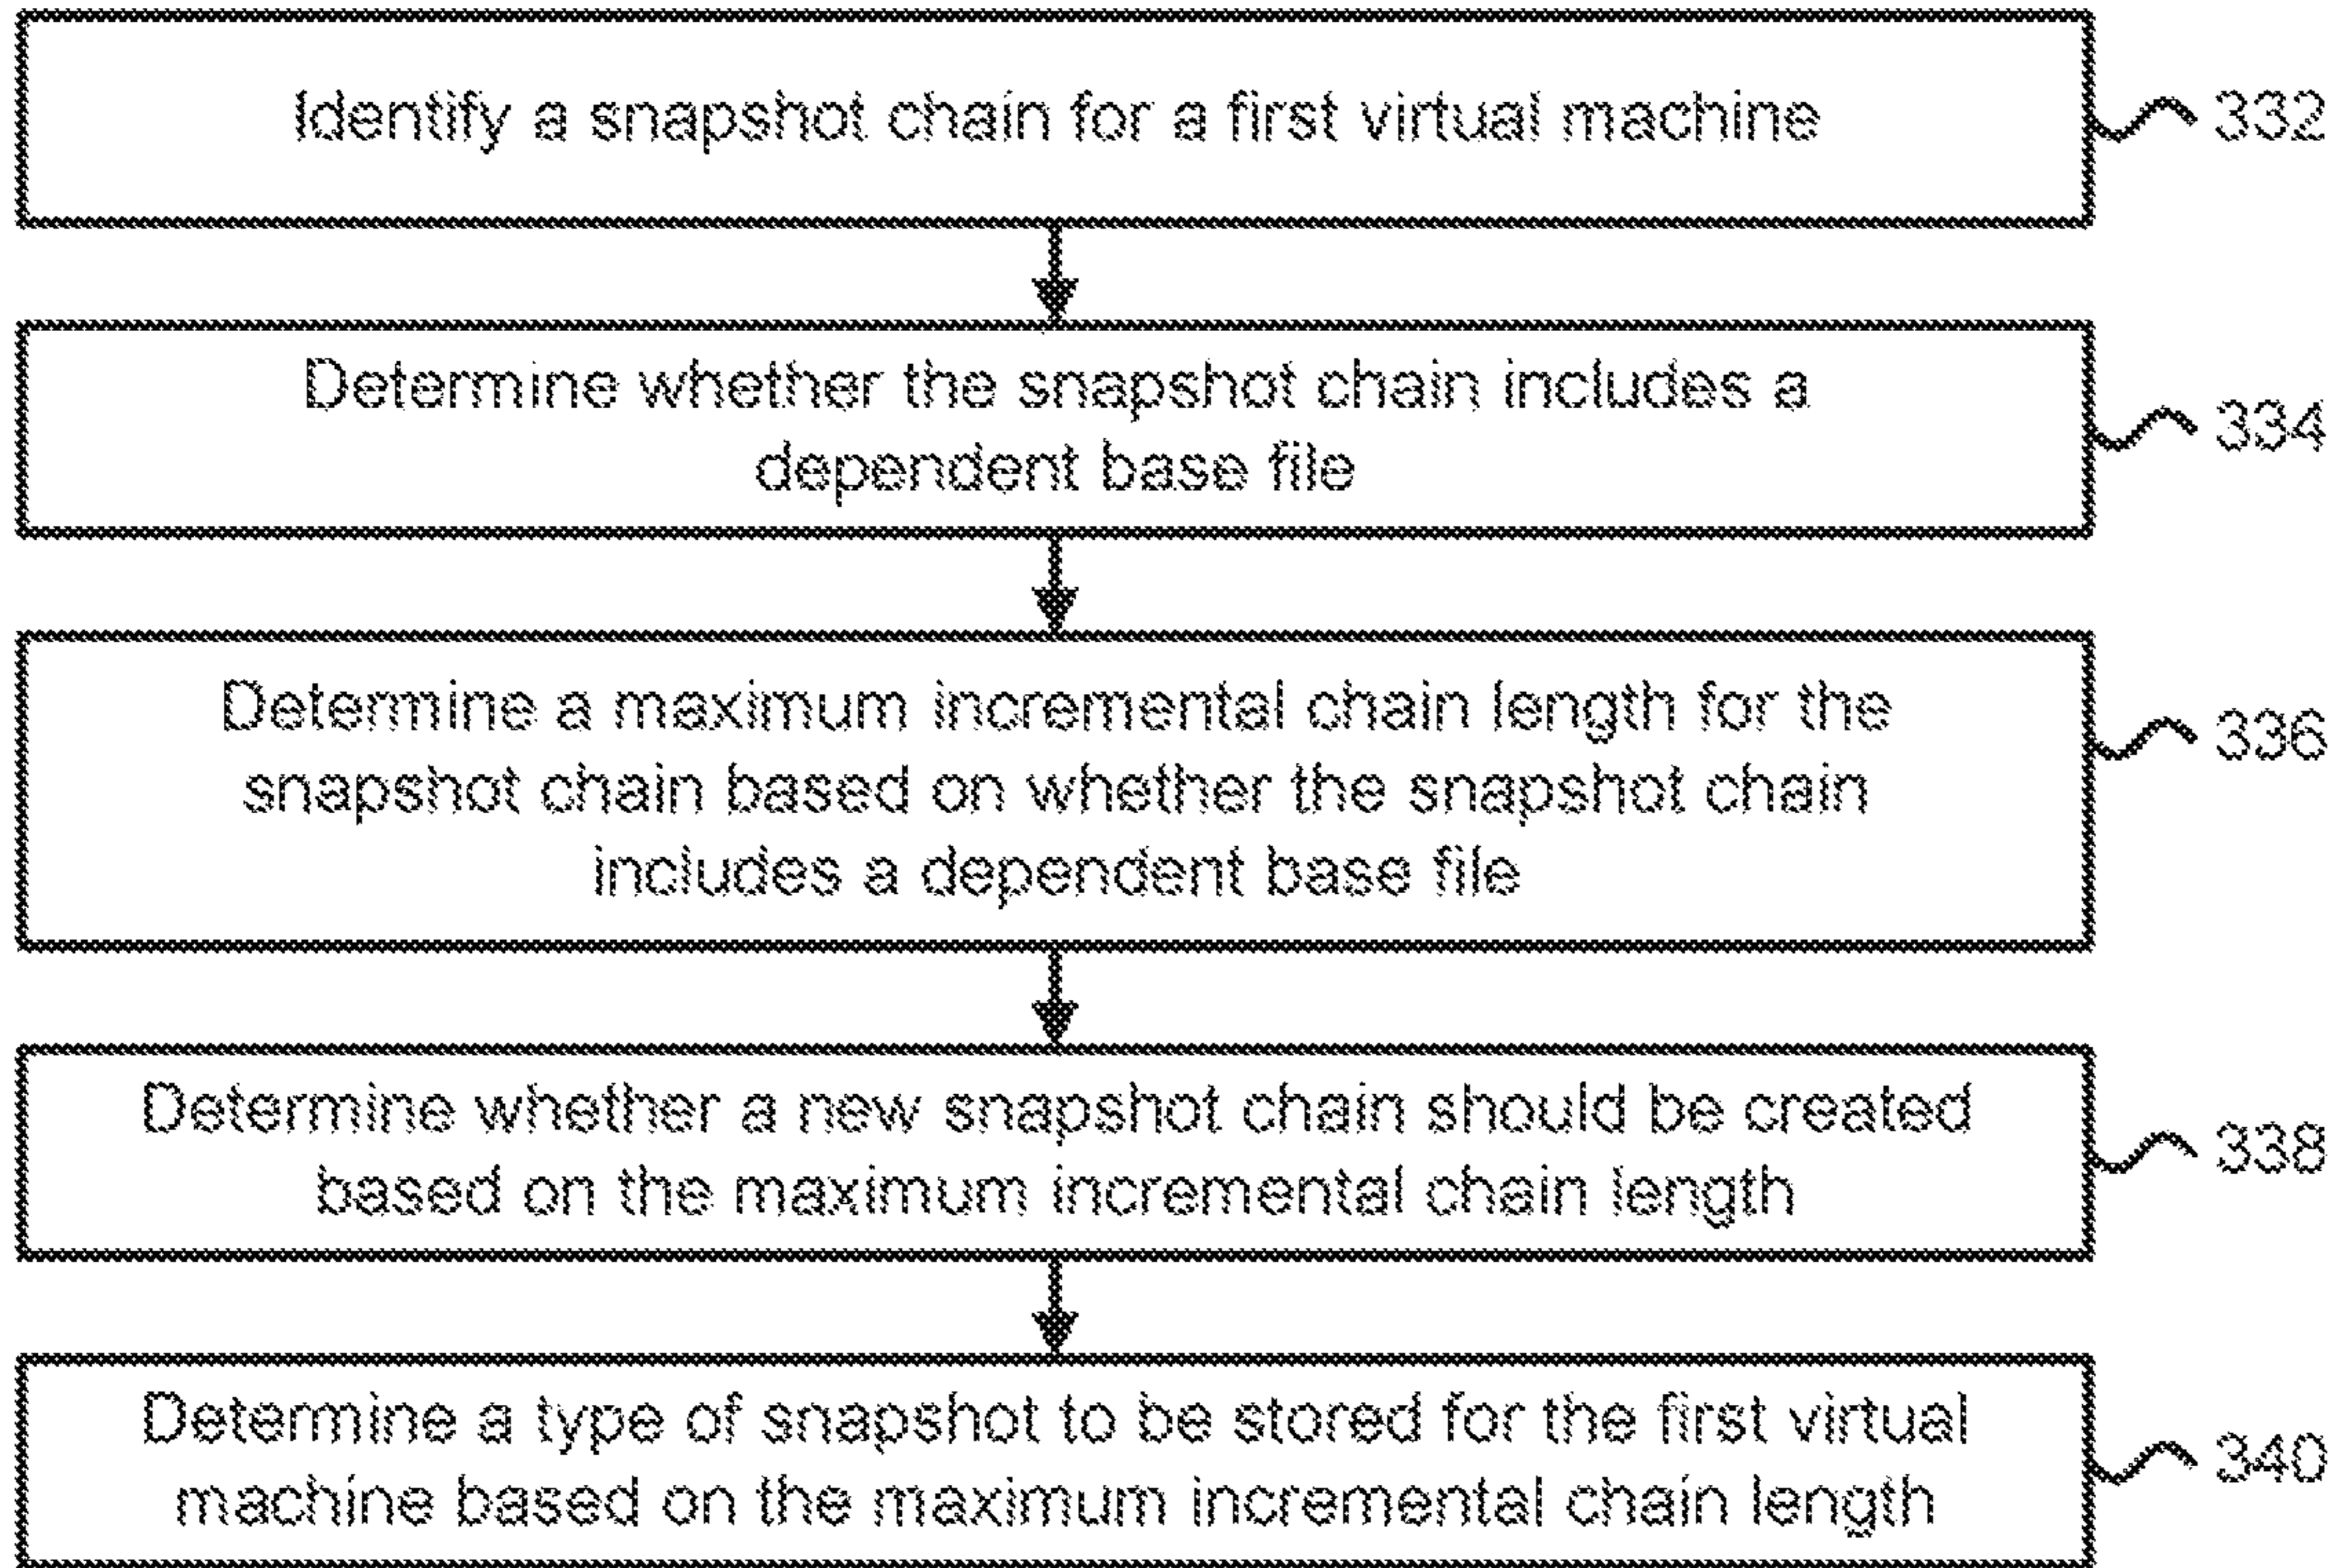 Identify a snapshot chain for a first virtual machine
332
Determine whether the snapshot chain includes a
dependent base file
334
Determine a maximum incremental chain length for the
snapshot chain based on whether the snapshot chain
includes a dependent base file
336
Determine whether a new snapshot chain should be created
based on the maximum incremental chain length
338
Determine a type of snapshot to be stored for the first virtual
machine based on the maximum incremental chain length
340